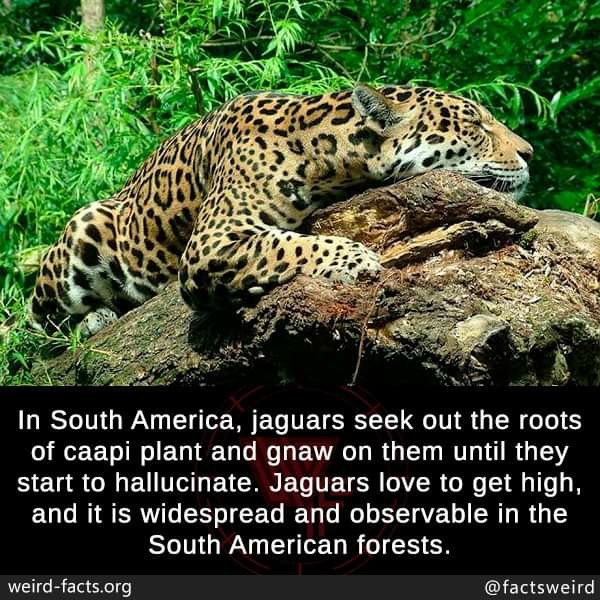 In South America, jaguars seek out the roots
of caapi plant and gnaw on them until they
start to hallucinate. Jaguars love to get high,
and it is widespread and observable in the
South American forests.
weird-facts.org
@factsweird